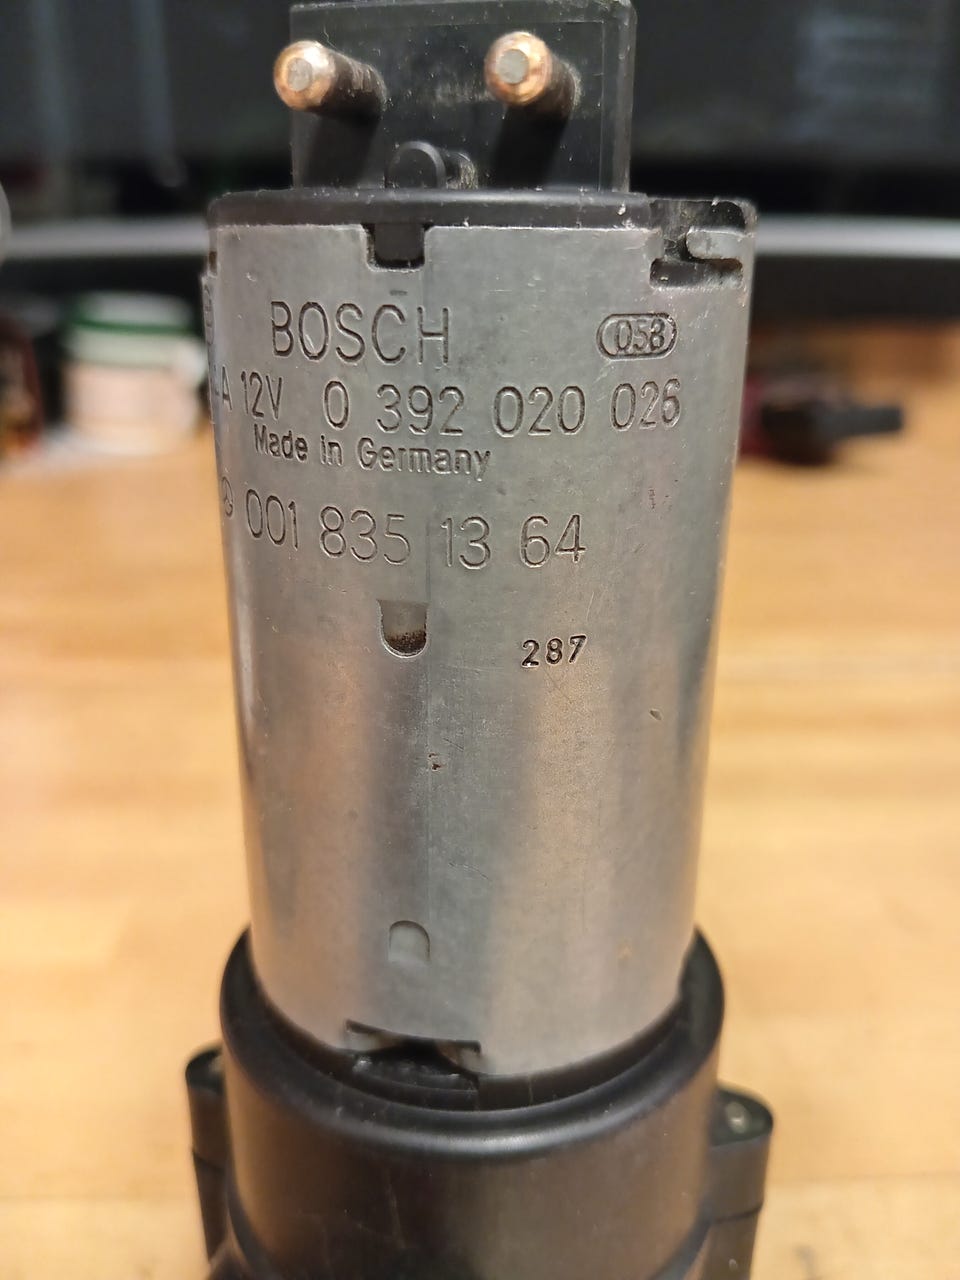 BOSCH
058
A 12V 0 392 020 026
Made in Germany
001 835 13 64
287